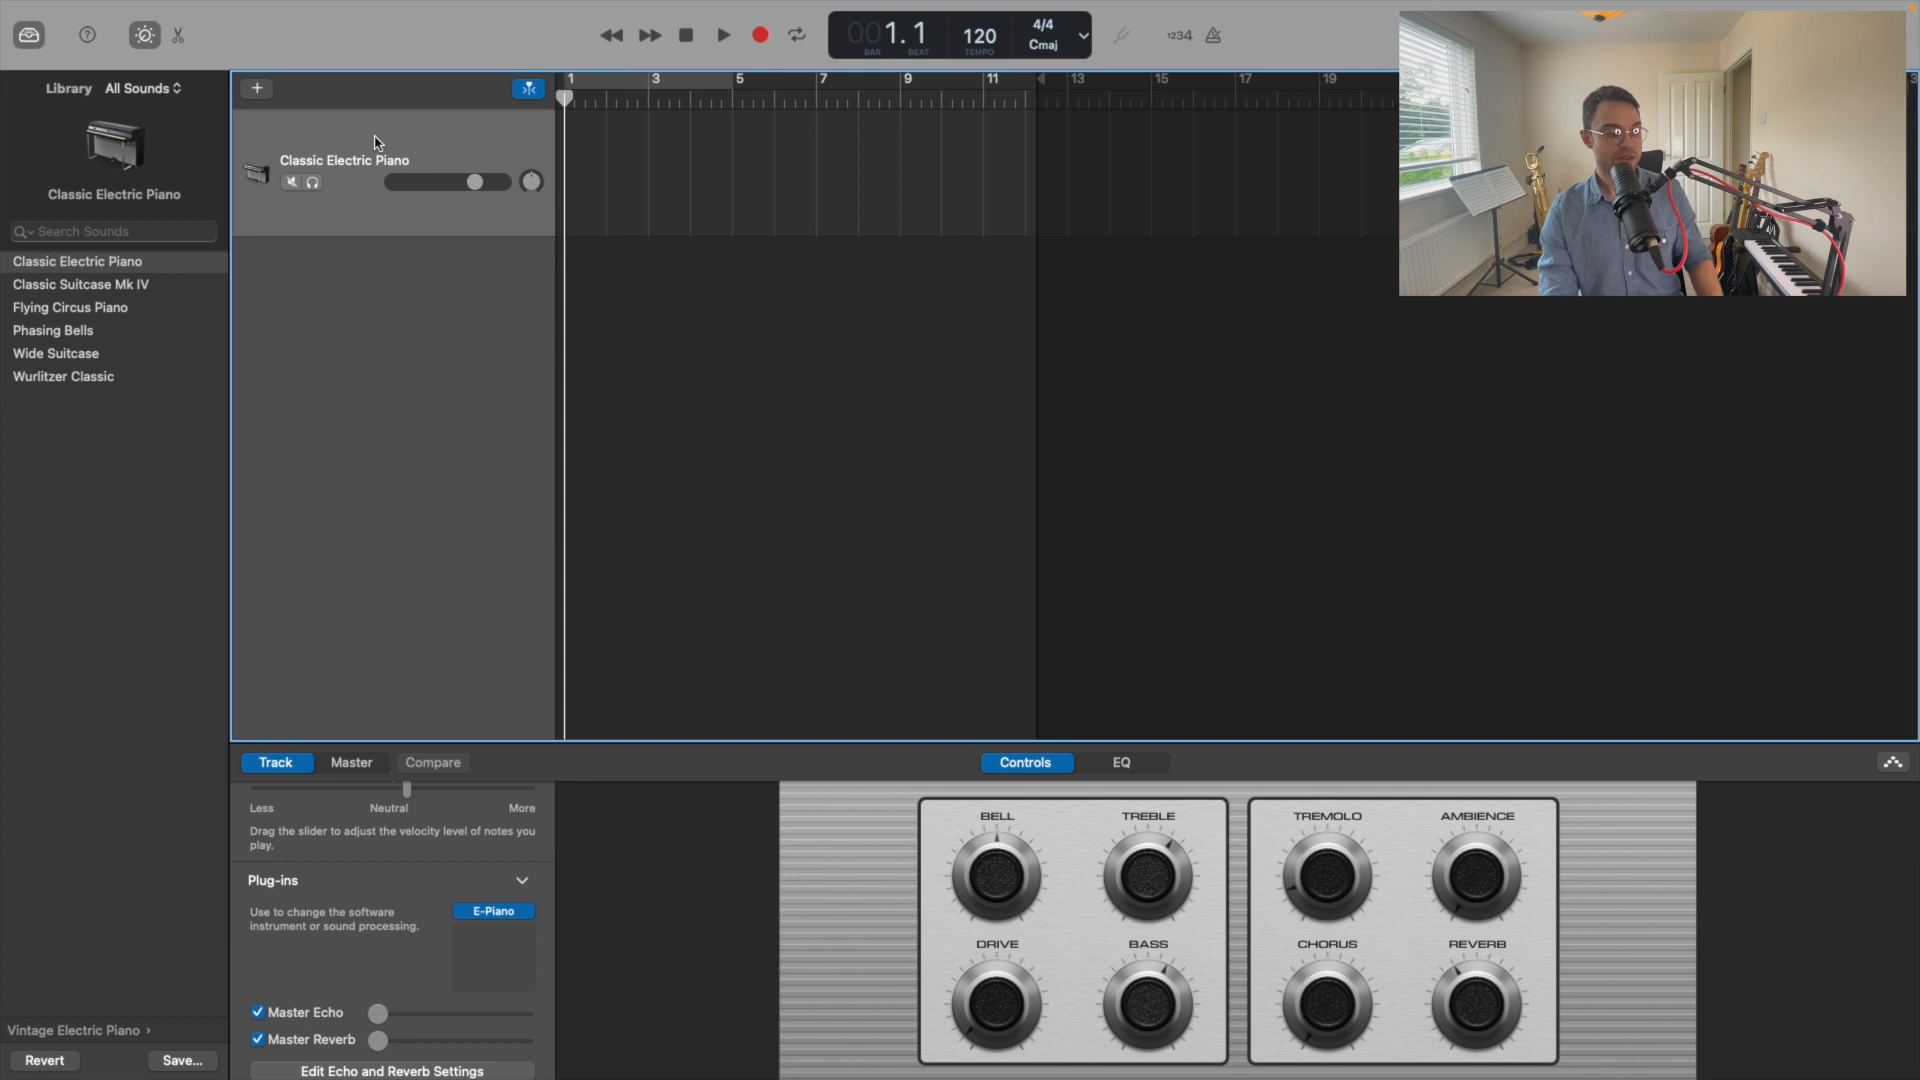 001. 1
BAR BEAT
120
TEMPO
4/4
Cmaj
1234
Library All Sounds
Classic Electric Piano
Search Sounds
Classic Electric Piano
Classic Suitcase Mk IV
Flying Circus Piano
Phasing Bells
Wide Suitcase
Wurlitzer Classic
Vintage Electric Piano ›
Revert Save...
+
1 3 5 7 9 11 13 15 17 19
Classic Electric Piano
Track Master Compare
Controls EQ
Less Neutral More
Drag the slider to adjust the velocity level of notes you
play.
Plug-ins
Use to change the software
instrument or sound processing.
E-Piano
Master Echo
Master Reverb
Edit Echo and Reverb Settings
BELL TREBLE TREMOLO AMBIENCE
DRIVE BASS CHORUS REVERB